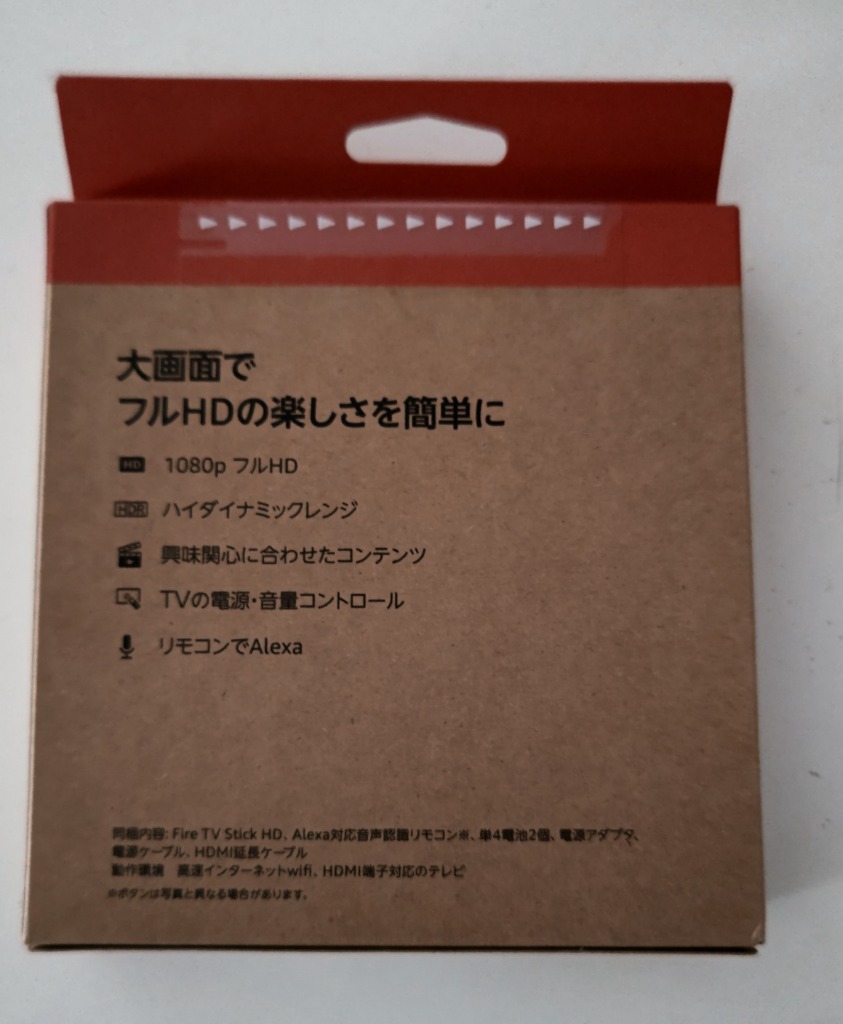 大画面で
フルHDの楽しさを簡単に
HD 1080p フルHD
HDR ハイダイナミックレンジ
興味関心に合わせたコンテンツ
TVの電源・音量コントロール
リモコンでAlexa
同梱内容: Fire TV Stick HD、Alexa対応音声認識リモコン※、単4電池2個、電源アダプタ、
電源ケーブル、HDMI延長ケーブル
動作環境　高速インターネットwifi、HDMI端子対応のテレビ
※ボタンは写真と異なる場合があります。